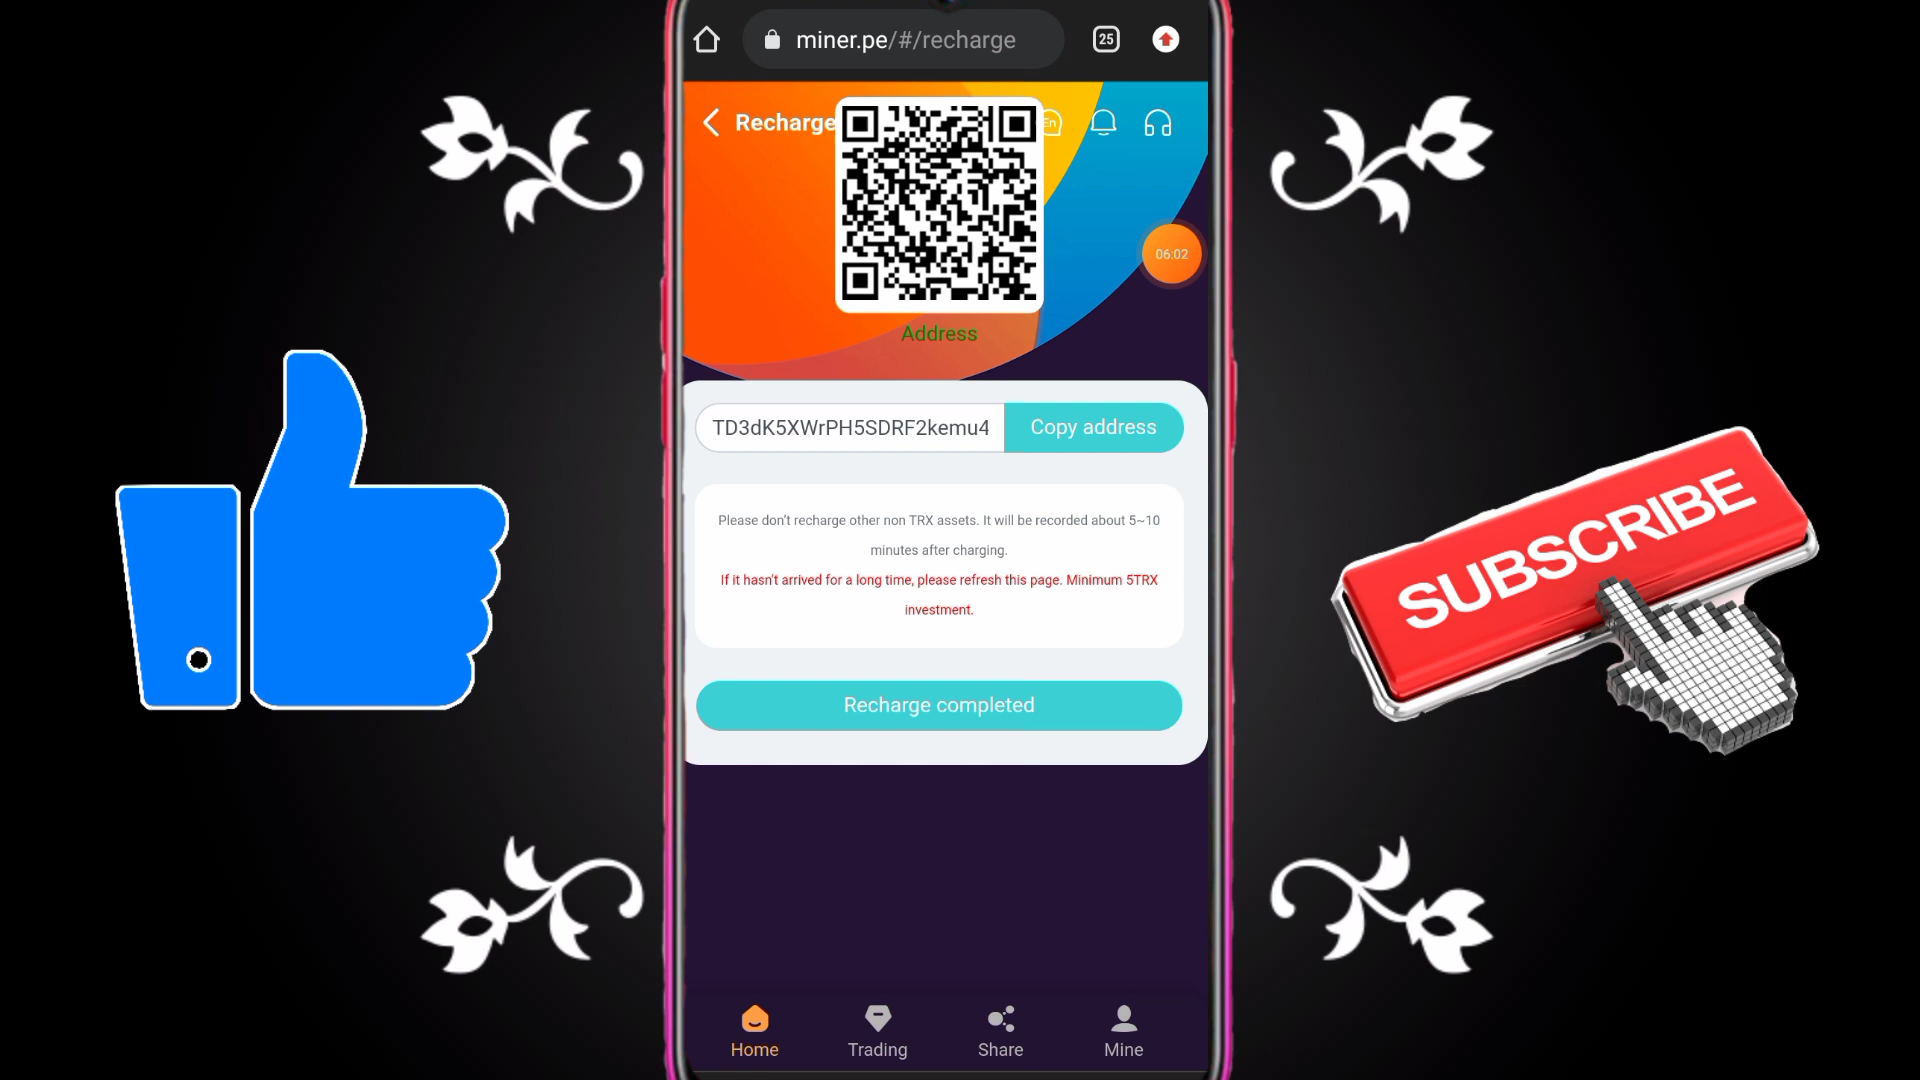 miner.pe/#/recharge
25
Recharge
En
06:02
Address
TD3dK5XWrPH5SDRF2kemu4
Copy address
Please don't recharge other non TRX assets. It will be recorded about 5~10
minutes after charging.
If it hasn't arrived for a long time, please refresh this page. Minimum 5TRX
investment.
Recharge completed
SUBSCRIBE
Home
Trading
Share
Mine